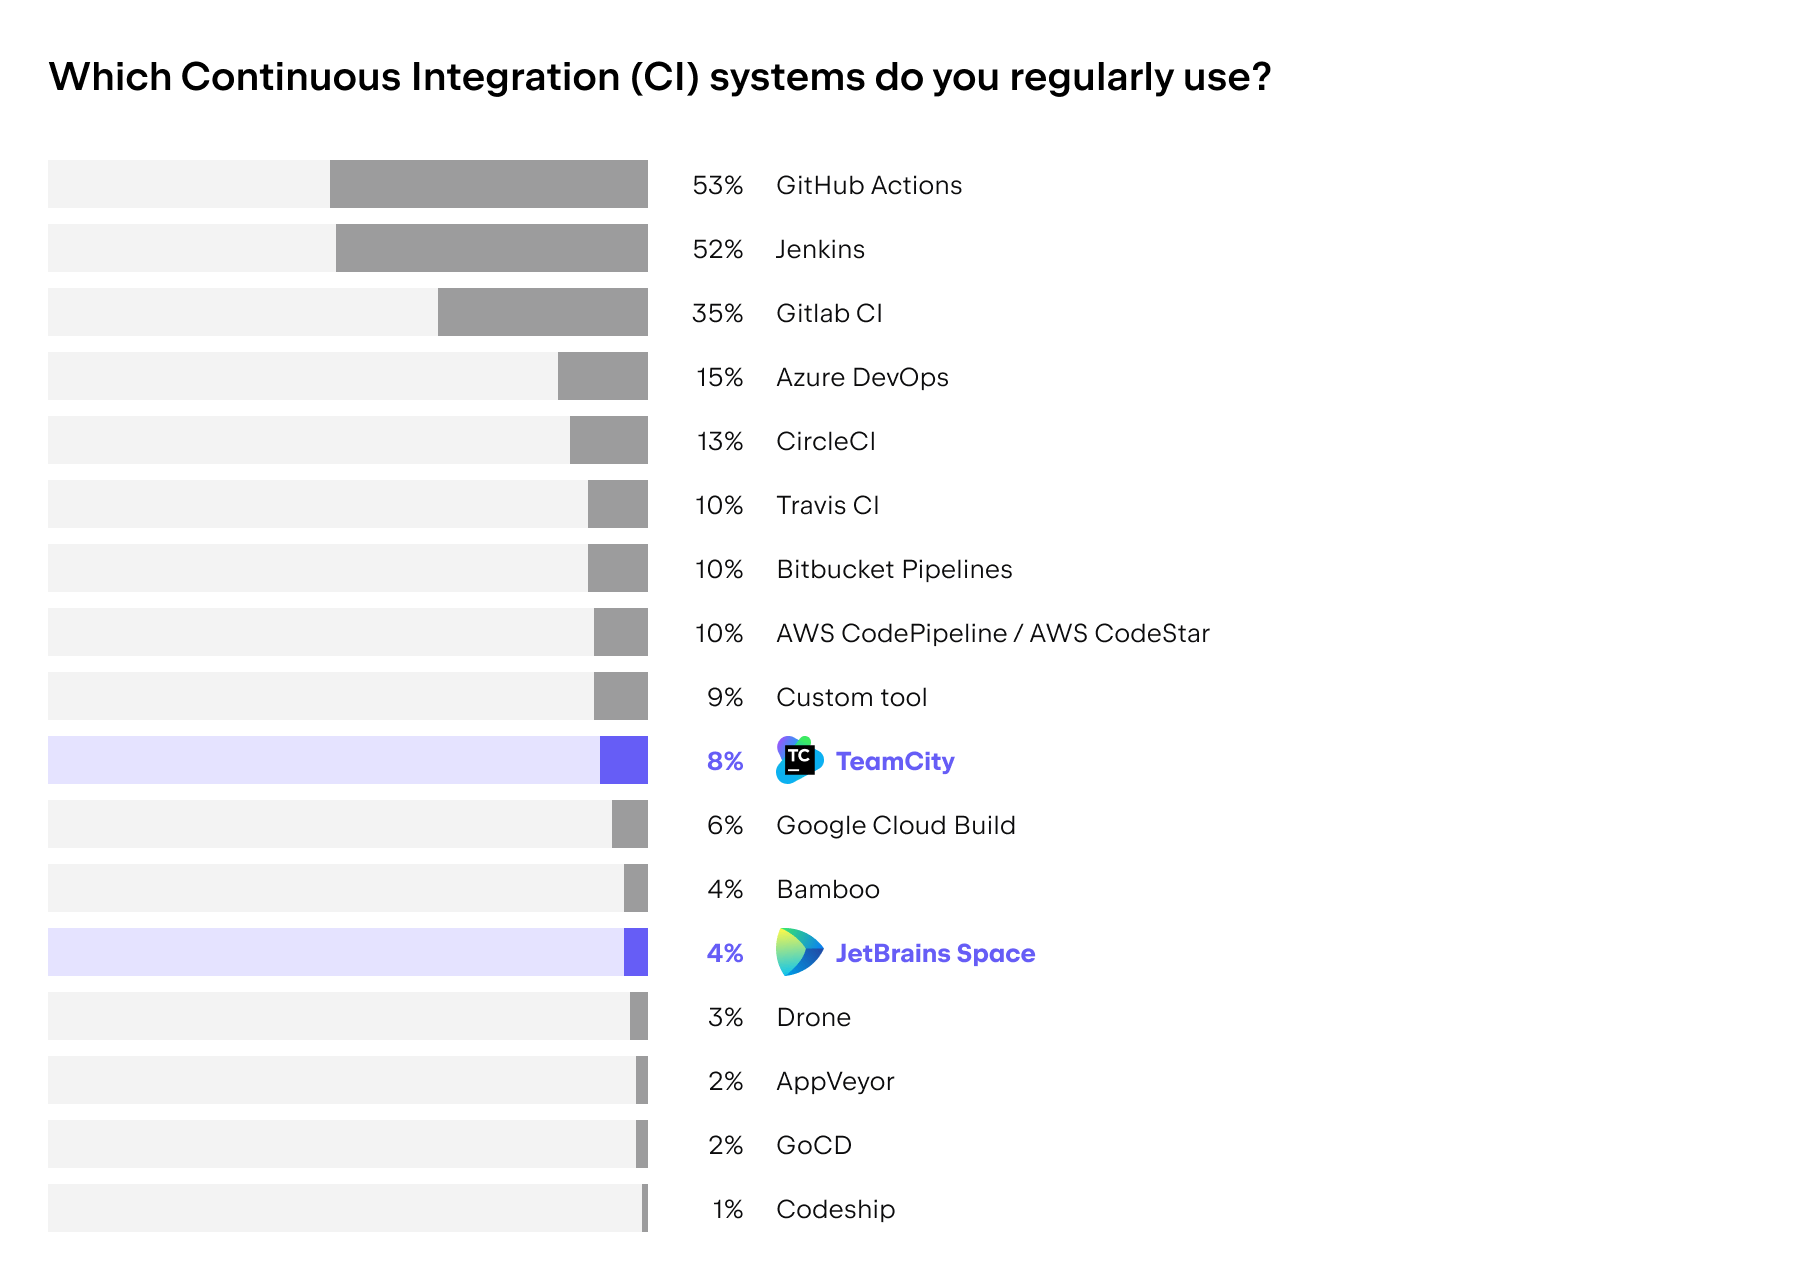 Which Continuous Integration (CI) systems do you regularly use?
53% GitHub Actions
52% Jenkins
35% Gitlab CI
15% Azure DevOps
13% CircleCI
10% Travis CI
10% Bitbucket Pipelines
10% AWS CodePipeline / AWS CodeStar
9% Custom tool
8% TC TeamCity
6% Google Cloud Build
4% Bamboo
4% JetBrains Space
3% Drone
2% AppVeyor
2% GoCD
1% Codeship